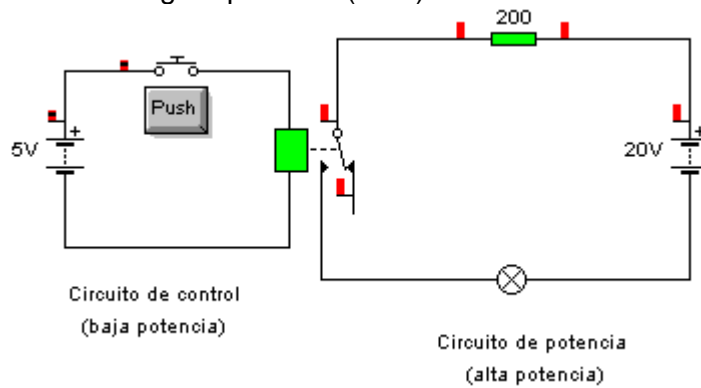 200
Push
+
+
5V
20V
Circuito de control
(baja potencia)
Circuito de potencia
(alta potencia)